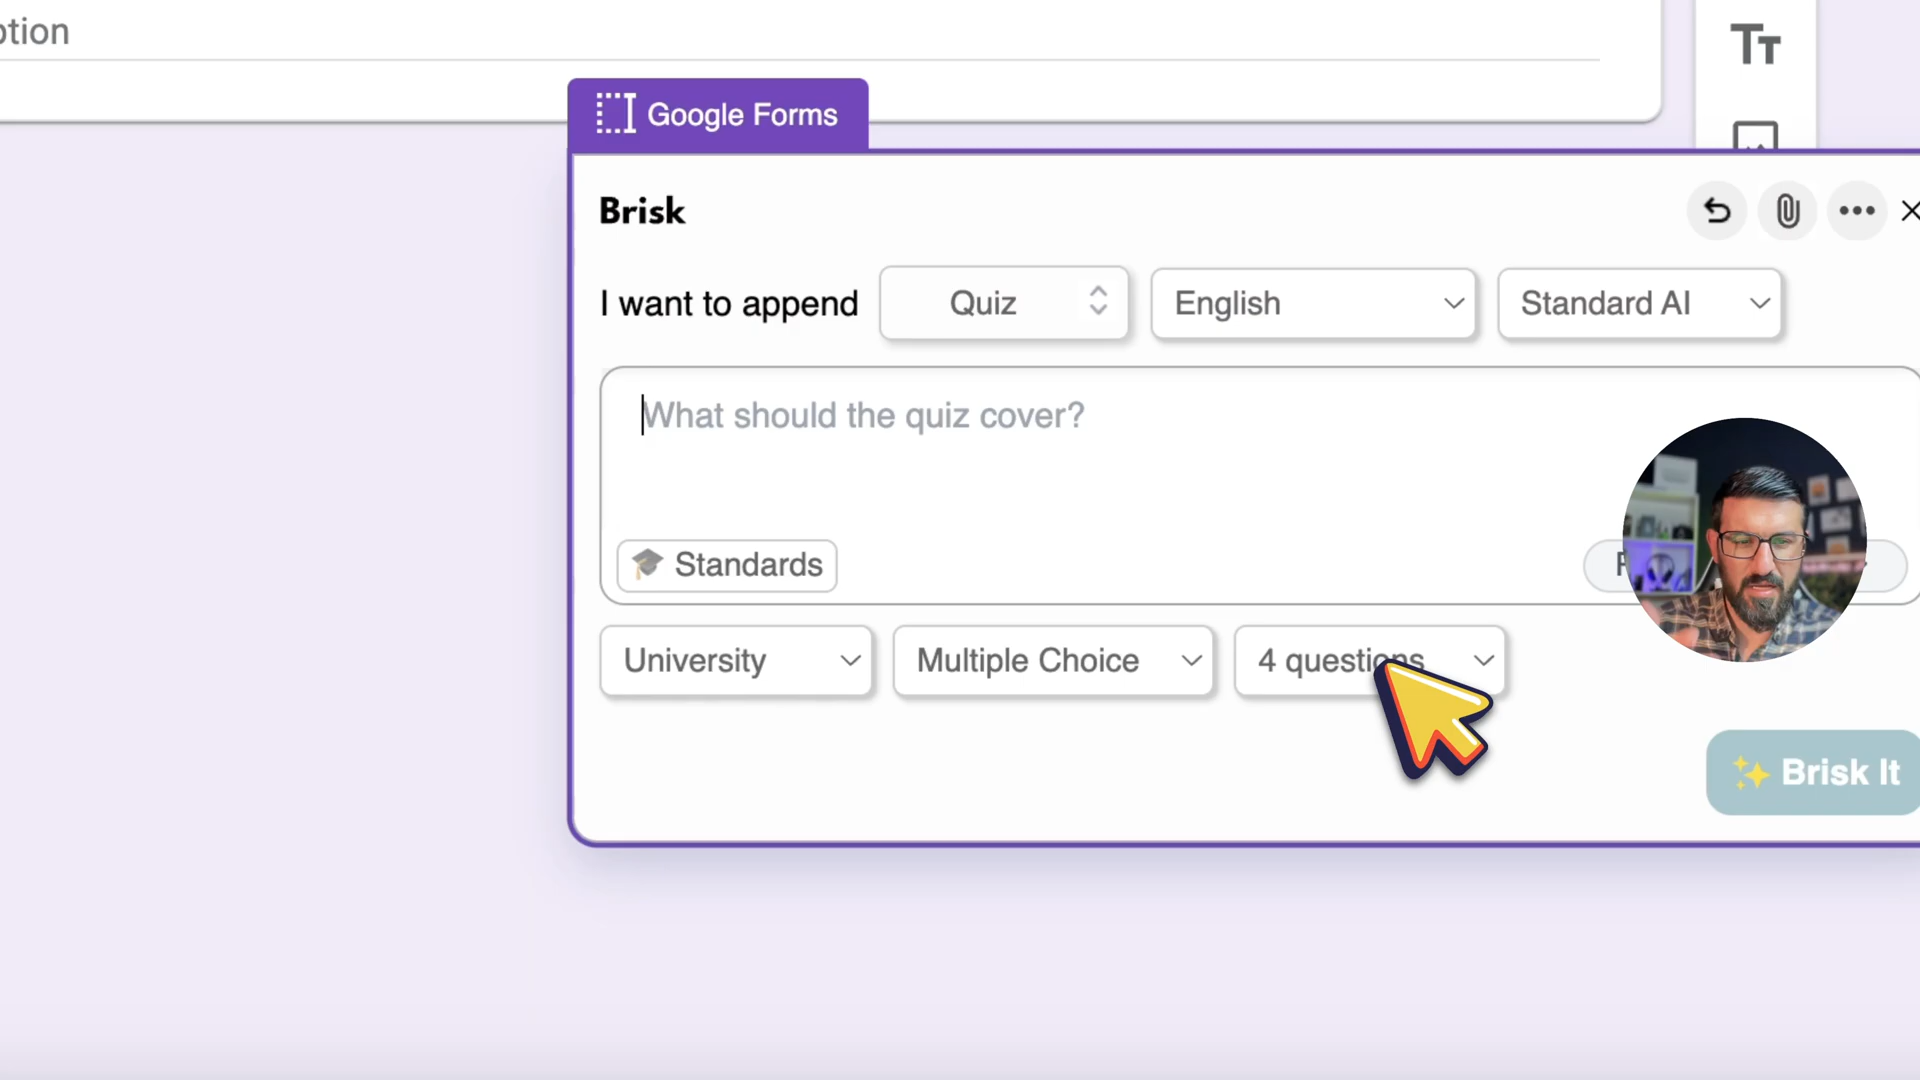 Tт
Google Forms
Brisk
I want to append
Quiz
English
Standard AI
What should the quiz cover?
Standards
University
Multiple Choice
4 questions
Brisk It